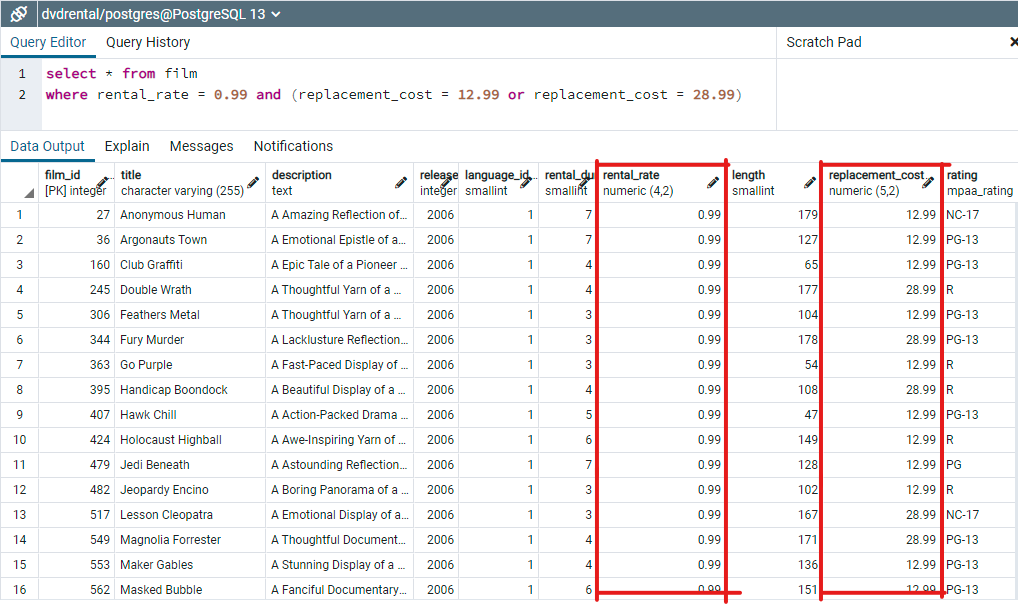 dvdrental/postgres@PostgreSQL 13
Query Editor Query History Scratch Pad
1 select * from film
2 where rental_rate = 0.99 and (replacement_cost = 12.99 or replacement_cost = 28.99)
Data Output Explain Messages Notifications
film_id title description release language_id... rental_du rental_rate length replacement_cost rating
[PK] integer character varying (255) text integer smallint smallint numeric (4,2) smallint numeric (5,2) mpaa_rating
1 27 Anonymous Human A Amazing Reflection of... 2006 1 7 0.99 179 12.99 NC-17
2 36 Argonauts Town A Emotional Epistle of a... 2006 1 7 0.99 127 12.99 PG-13
3 160 Club Graffiti A Epic Tale of a Pioneer ... 2006 1 4 0.99 65 12.99 PG-13
4 245 Double Wrath A Thoughtful Yarn of a ... 2006 1 4 0.99 177 28.99 R
5 306 Feathers Metal A Thoughtful Yarn of a ... 2006 1 3 0.99 104 12.99 PG-13
6 344 Fury Murder A Lacklusture Reflection... 2006 1 3 0.99 178 28.99 PG-13
7 363 Go Purple A Fast-Paced Display of ... 2006 1 3 0.99 54 12.99 R
8 395 Handicap Boondock A Beautiful Display of a ... 2006 1 4 0.99 108 28.99 R
9 407 Hawk Chill A Action-Packed Drama ... 2006 1 5 0.99 47 12.99 PG-13
10 424 Holocaust Highball A Awe-Inspiring Yarn of ... 2006 1 6 0.99 149 12.99 R
11 479 Jedi Beneath A Astounding Reflection... 2006 1 7 0.99 128 12.99 PG
12 482 Jeopardy Encino A Boring Panorama of a ... 2006 1 3 0.99 102 12.99 R
13 517 Lesson Cleopatra A Emotional Display of a... 2006 1 3 0.99 167 28.99 NC-17
14 549 Magnolia Forrester A Thoughtful Document... 2006 1 4 0.99 171 28.99 PG-13
15 553 Maker Gables A Stunning Display of a ... 2006 1 4 0.99 136 12.99 PG-13
16 562 Masked Bubble A Fanciful Documentary... 2006 1 6 0.99 151 12.99 PG-13